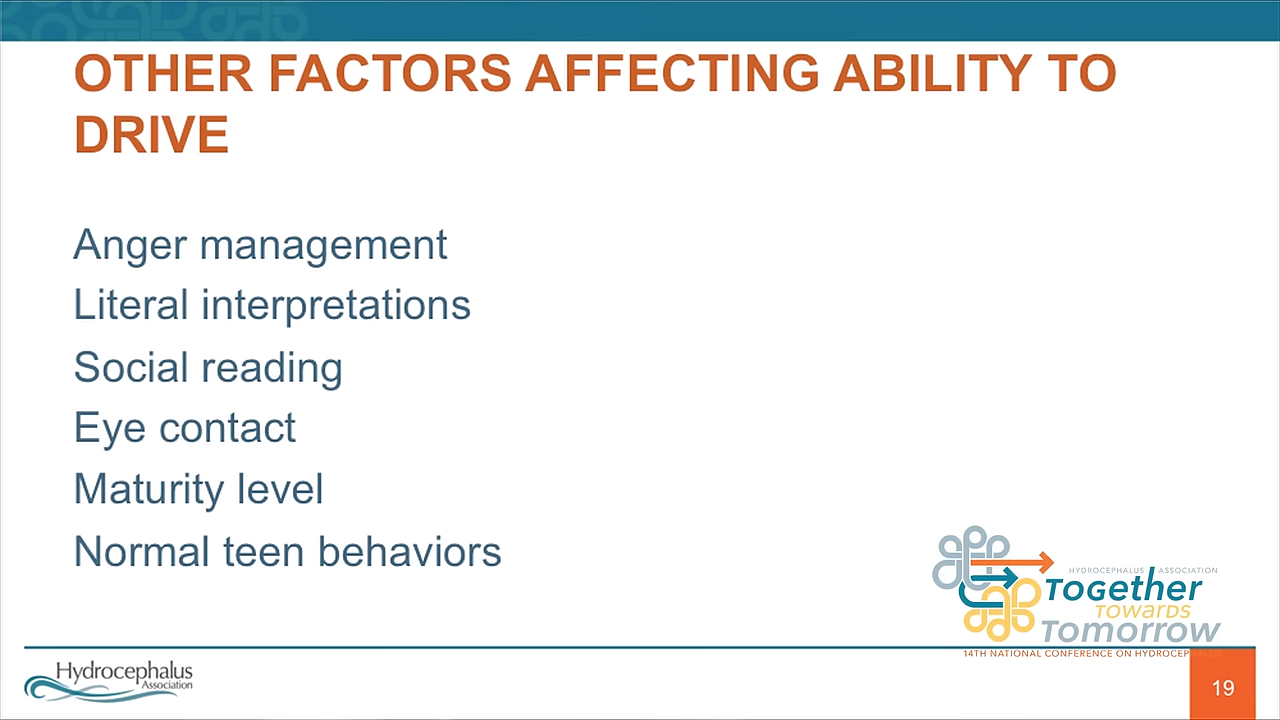 OTHER FACTORS AFFECTING ABILITY TO
DRIVE
Anger management
Literal interpretations
Social reading
Eye contact
Maturity level
Normal teen behaviors
HYDROCEPHALUS ASSOCIATION
Together
TOWARDS
Tomorrow
14TH NATIONAL CONFERENCE ON
Hydrocephalus
Association
19